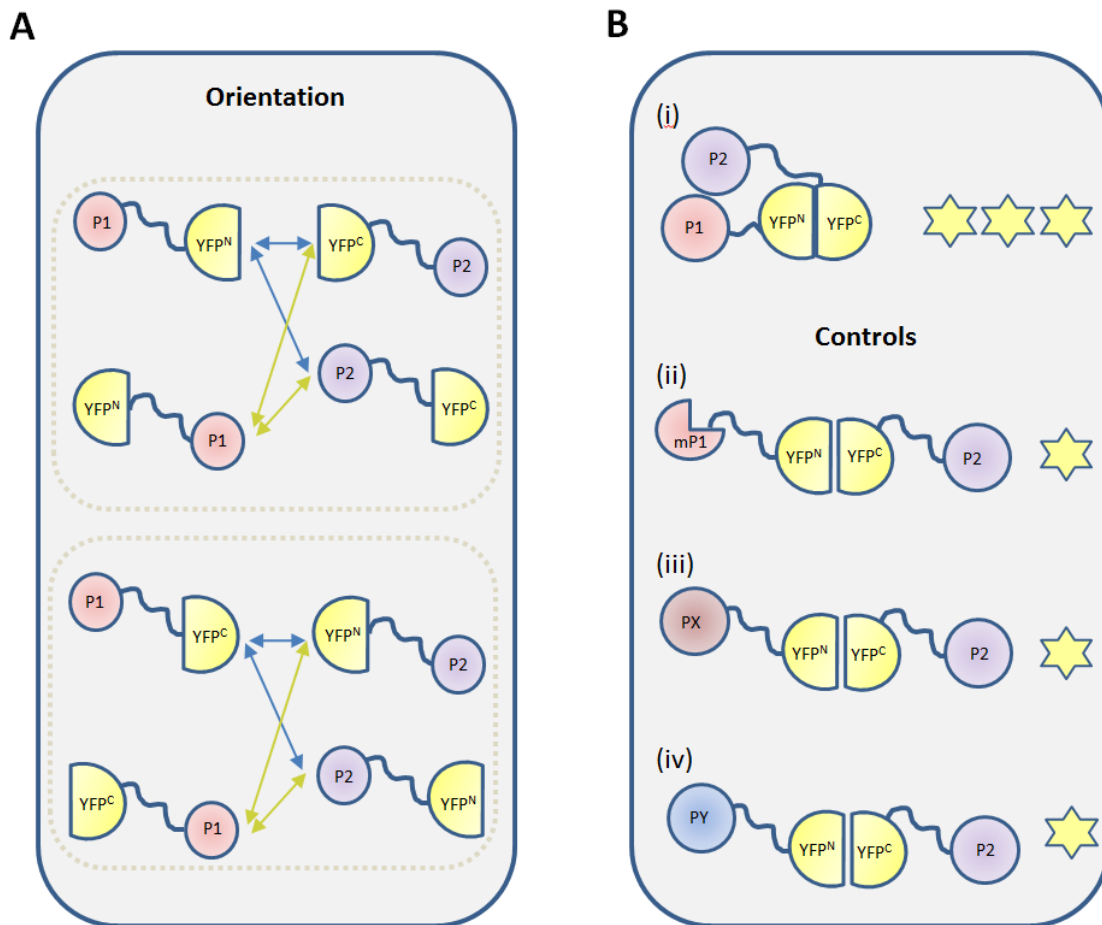 A
Orientation
P1
YFPN
YFPC
P2
YFPN
P1
P2
YFPC
P1
YFPC
YFPN
P2
YFPC
P1
P2
YFPN
B
(i)
P2
P1
YFPN
YFPC
Controls
(ii)
mP1
YFPN
YFPC
P2
(iii)
PX
YFPN
YFPC
P2
(iv)
PY
YFPN
YFPC
P2